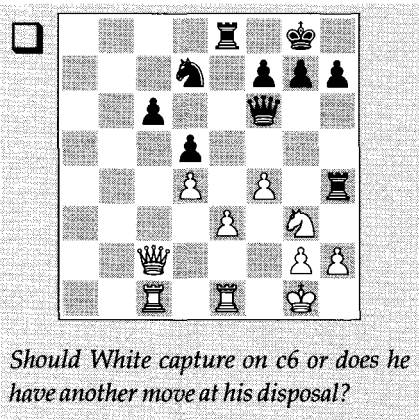 Should White capture on c6 or does he
have another move at his disposal?